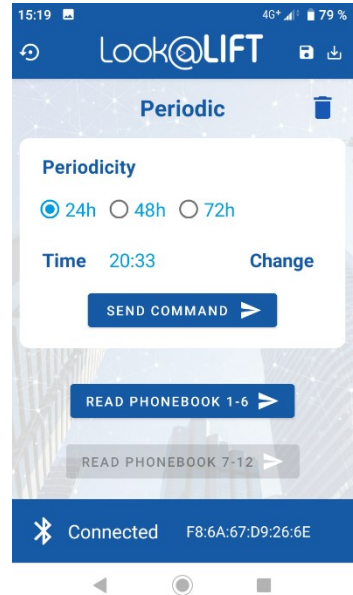 15:19 4G+ 79 %
Look@LIFT
Periodic
Periodicity
24h 48h 72h
Time 20:33 Change
SEND COMMAND
READ PHONEBOOK 1-6
READ PHONEBOOK 7-12
Connected F8:6A:67:D9:26:6E